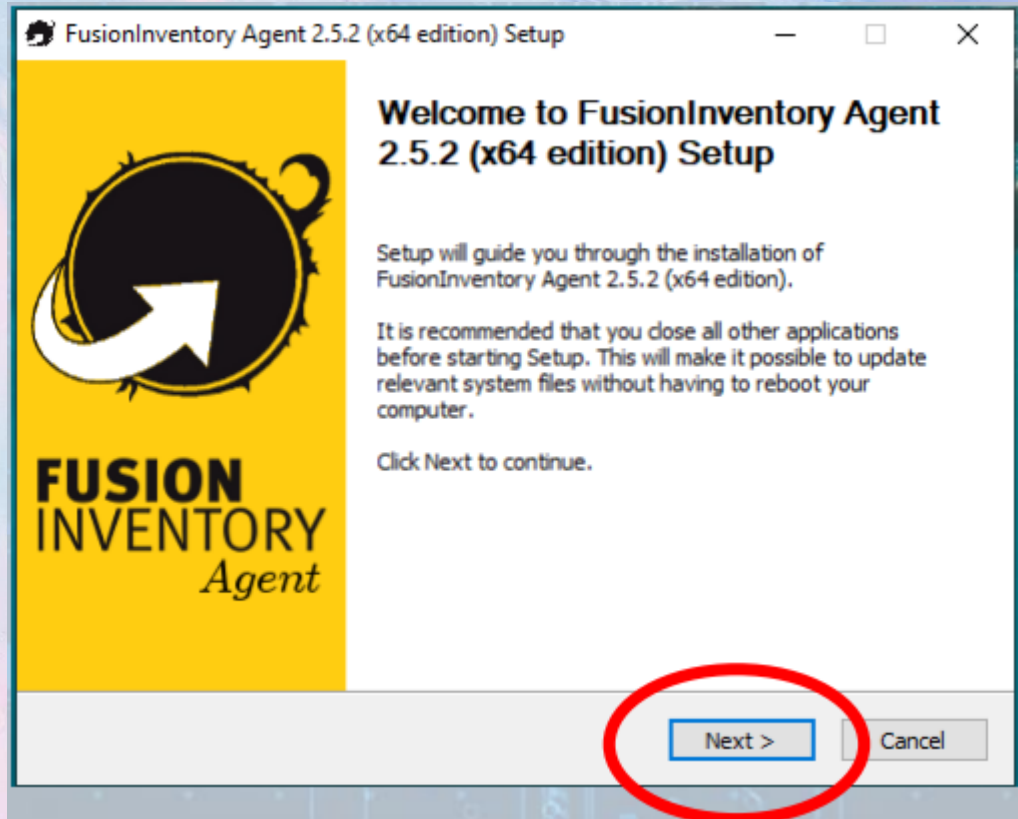 FusionInventory Agent 2.5.2 (x64 edition) Setup
Welcome to FusionInventory Agent
2.5.2 (x64 edition) Setup
Setup will guide you through the installation of
FusionInventory Agent 2.5.2 (x64 edition).
It is recommended that you close all other applications
before starting Setup. This will make it possible to update
relevant system files without having to reboot your
computer.
Click Next to continue.
FUSION
INVENTORY
Agent
Next >
Cancel